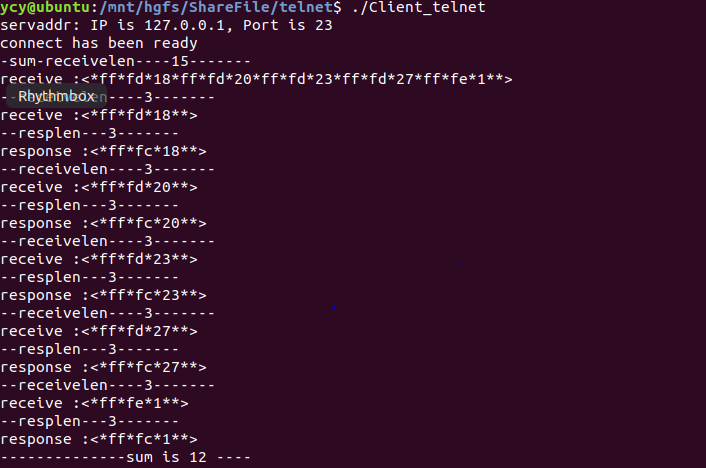 ycy@ubuntu:/mnt/hgfs/ShareFile/telnet$ ./Client_telnet
servaddr: IP is 127.0.0.1, Port is 23
connect has been ready
-sum-receivelen----15-------
receive :<*ff*fd*18*ff*fd*20*ff*fd*23*ff*fd*27*ff*fe*1**>
--receivelen----3-------
Rhythmbox
receive :<*ff*fd*18**>
--resplen---3-------
response :<*ff*fc*18**>
--receivelen----3-------
receive :<*ff*fd*20**>
--resplen---3-------
response :<*ff*fc*20**>
--receivelen----3-------
receive :<*ff*fd*23**>
--resplen---3-------
response :<*ff*fc*23**>
--receivelen----3-------
receive :<*ff*fd*27**>
--resplen---3-------
response :<*ff*fc*27**>
--receivelen----3-------
receive :<*ff*fe*1**>
--resplen---3-------
response :<*ff*fc*1**>
--------------sum is 12 ----